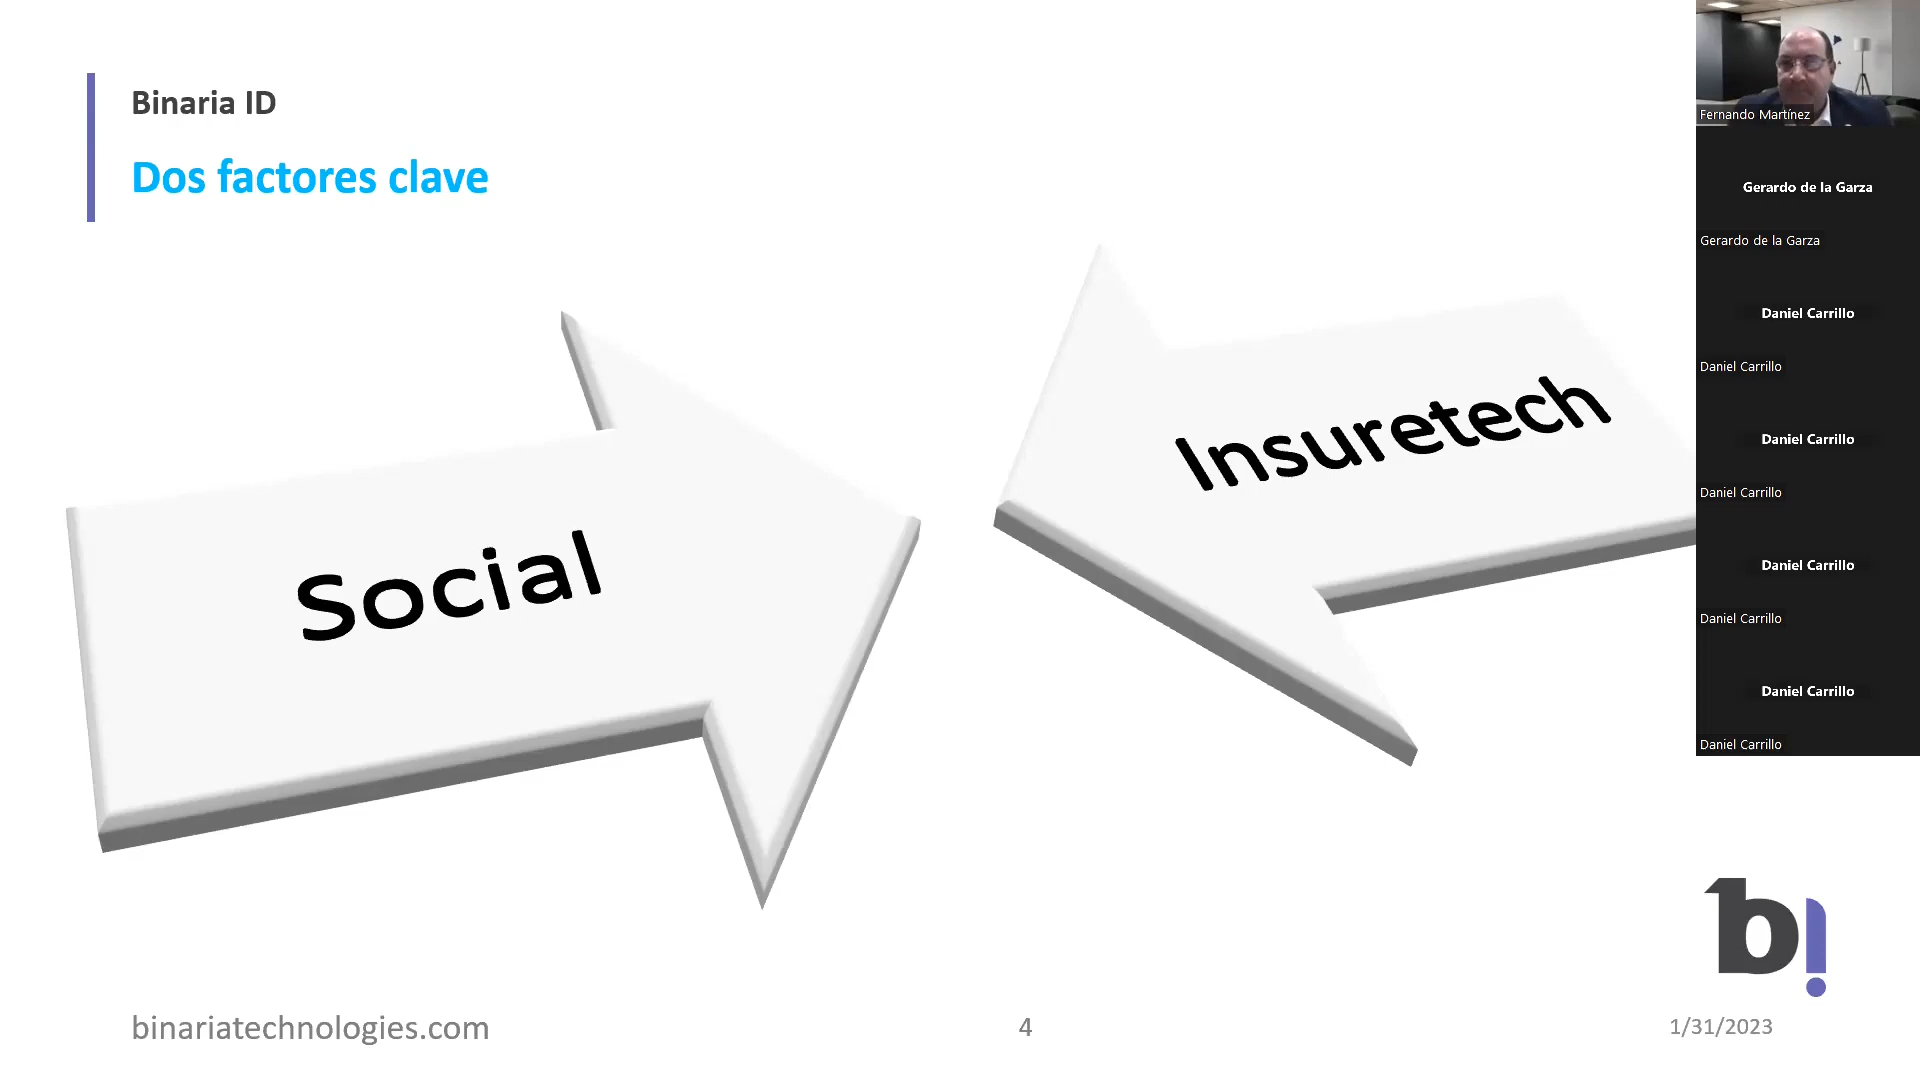 Binaria ID
Dos factores clave
Social
Insuretech
Fernando Martínez
Gerardo de la Garza
Gerardo de la Garza
Daniel Carrillo
Daniel Carrillo
Daniel Carrillo
Daniel Carrillo
Daniel Carrillo
Daniel Carrillo
Daniel Carrillo
Daniel Carrillo
b!
binariatechnologies.com
4
1/31/2023